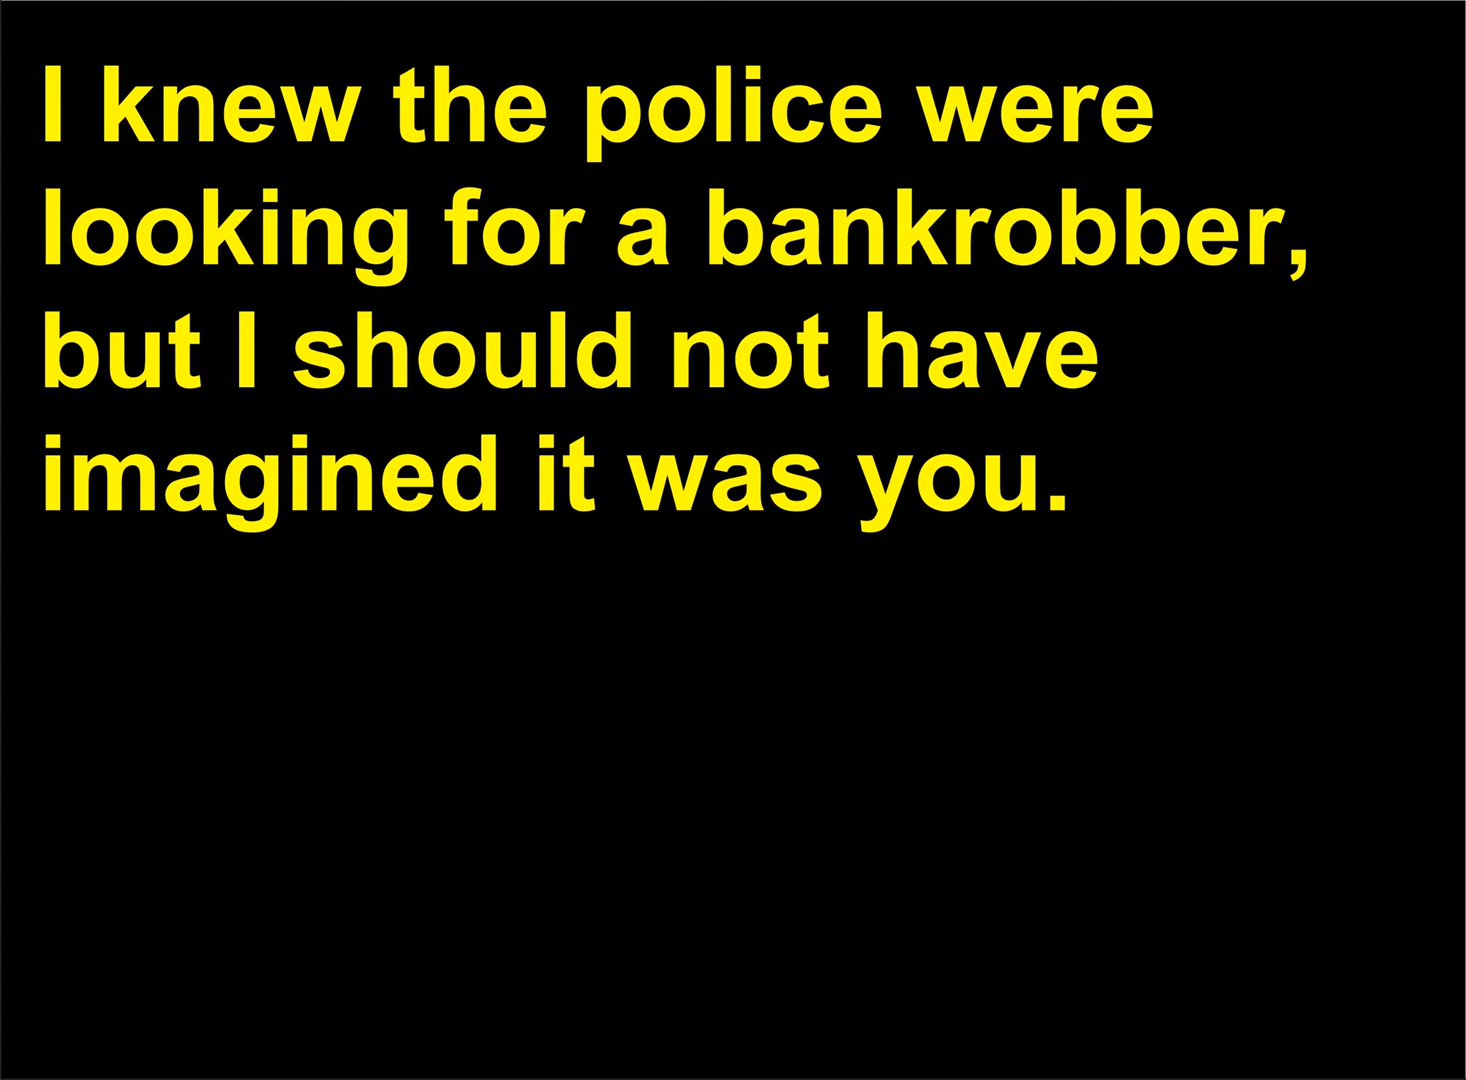 I knew the police were
looking for a bankrobber,
but I should not have
imagined it was you.